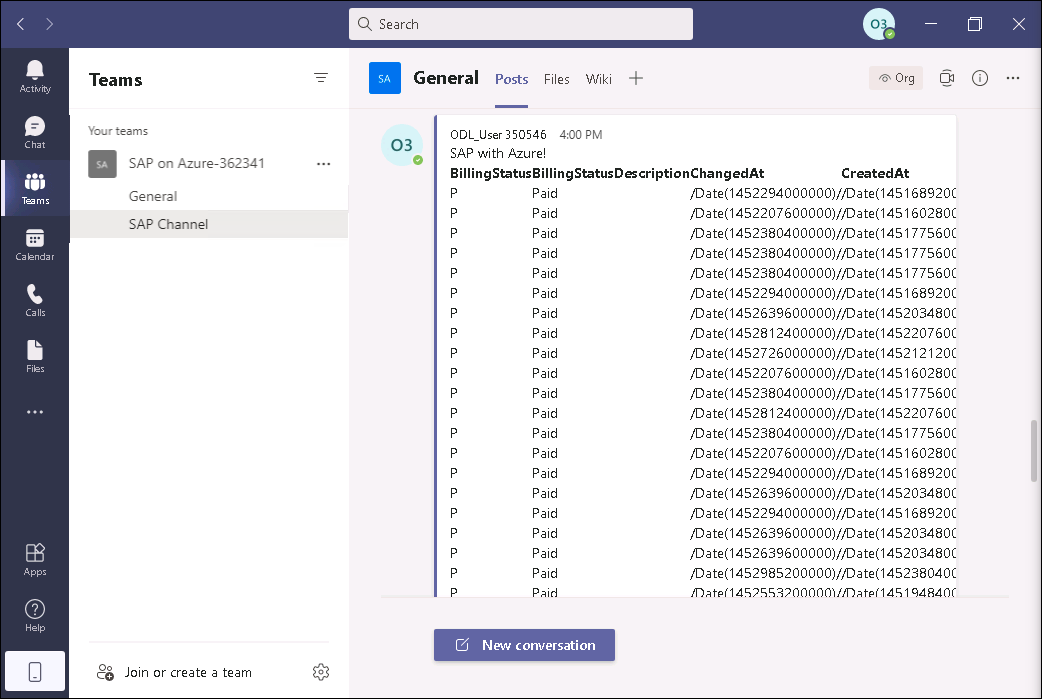 Search
O3
Activity
Chat
Teams
Calendar
Calls
Files
Apps
Help
Teams
Your teams
SA
SAP on Azure-362341
General
SAP Channel
Join or create a team
SA
General
Posts
Files
Wiki
Org
O3
ODL_User 350546 4:00 PM
SAP with Azure!
BillingStatusBillingStatusDescriptionChangedAt CreatedAt
P Paid /Date(1452294000000)//Date(1451689200
P Paid /Date(1452207600000)//Date(1451602800
P Paid /Date(1452380400000)//Date(1451775600
P Paid /Date(1452380400000)//Date(1451775600
P Paid /Date(1452380400000)//Date(1451775600
P Paid /Date(1452294000000)//Date(1451689200
P Paid /Date(1452639600000)//Date(1452034800
P Paid /Date(1452812400000)//Date(1452207600
P Paid /Date(1452726000000)//Date(1452121200
P Paid /Date(1452207600000)//Date(1451602800
P Paid /Date(1452380400000)//Date(1451775600
P Paid /Date(1452812400000)//Date(1452207600
P Paid /Date(1452380400000)//Date(1451775600
P Paid /Date(1452207600000)//Date(1451602800
P Paid /Date(1452294000000)//Date(1451689200
P Paid /Date(1452639600000)//Date(1452034800
P Paid /Date(1452294000000)//Date(1451689200
P Paid /Date(1452639600000)//Date(1452034800
P Paid /Date(1452639600000)//Date(1452034800
P Paid /Date(1452985200000)//Date(1452380400
P Paid /Date(1452553200000)//Date(1451948400
New conversation